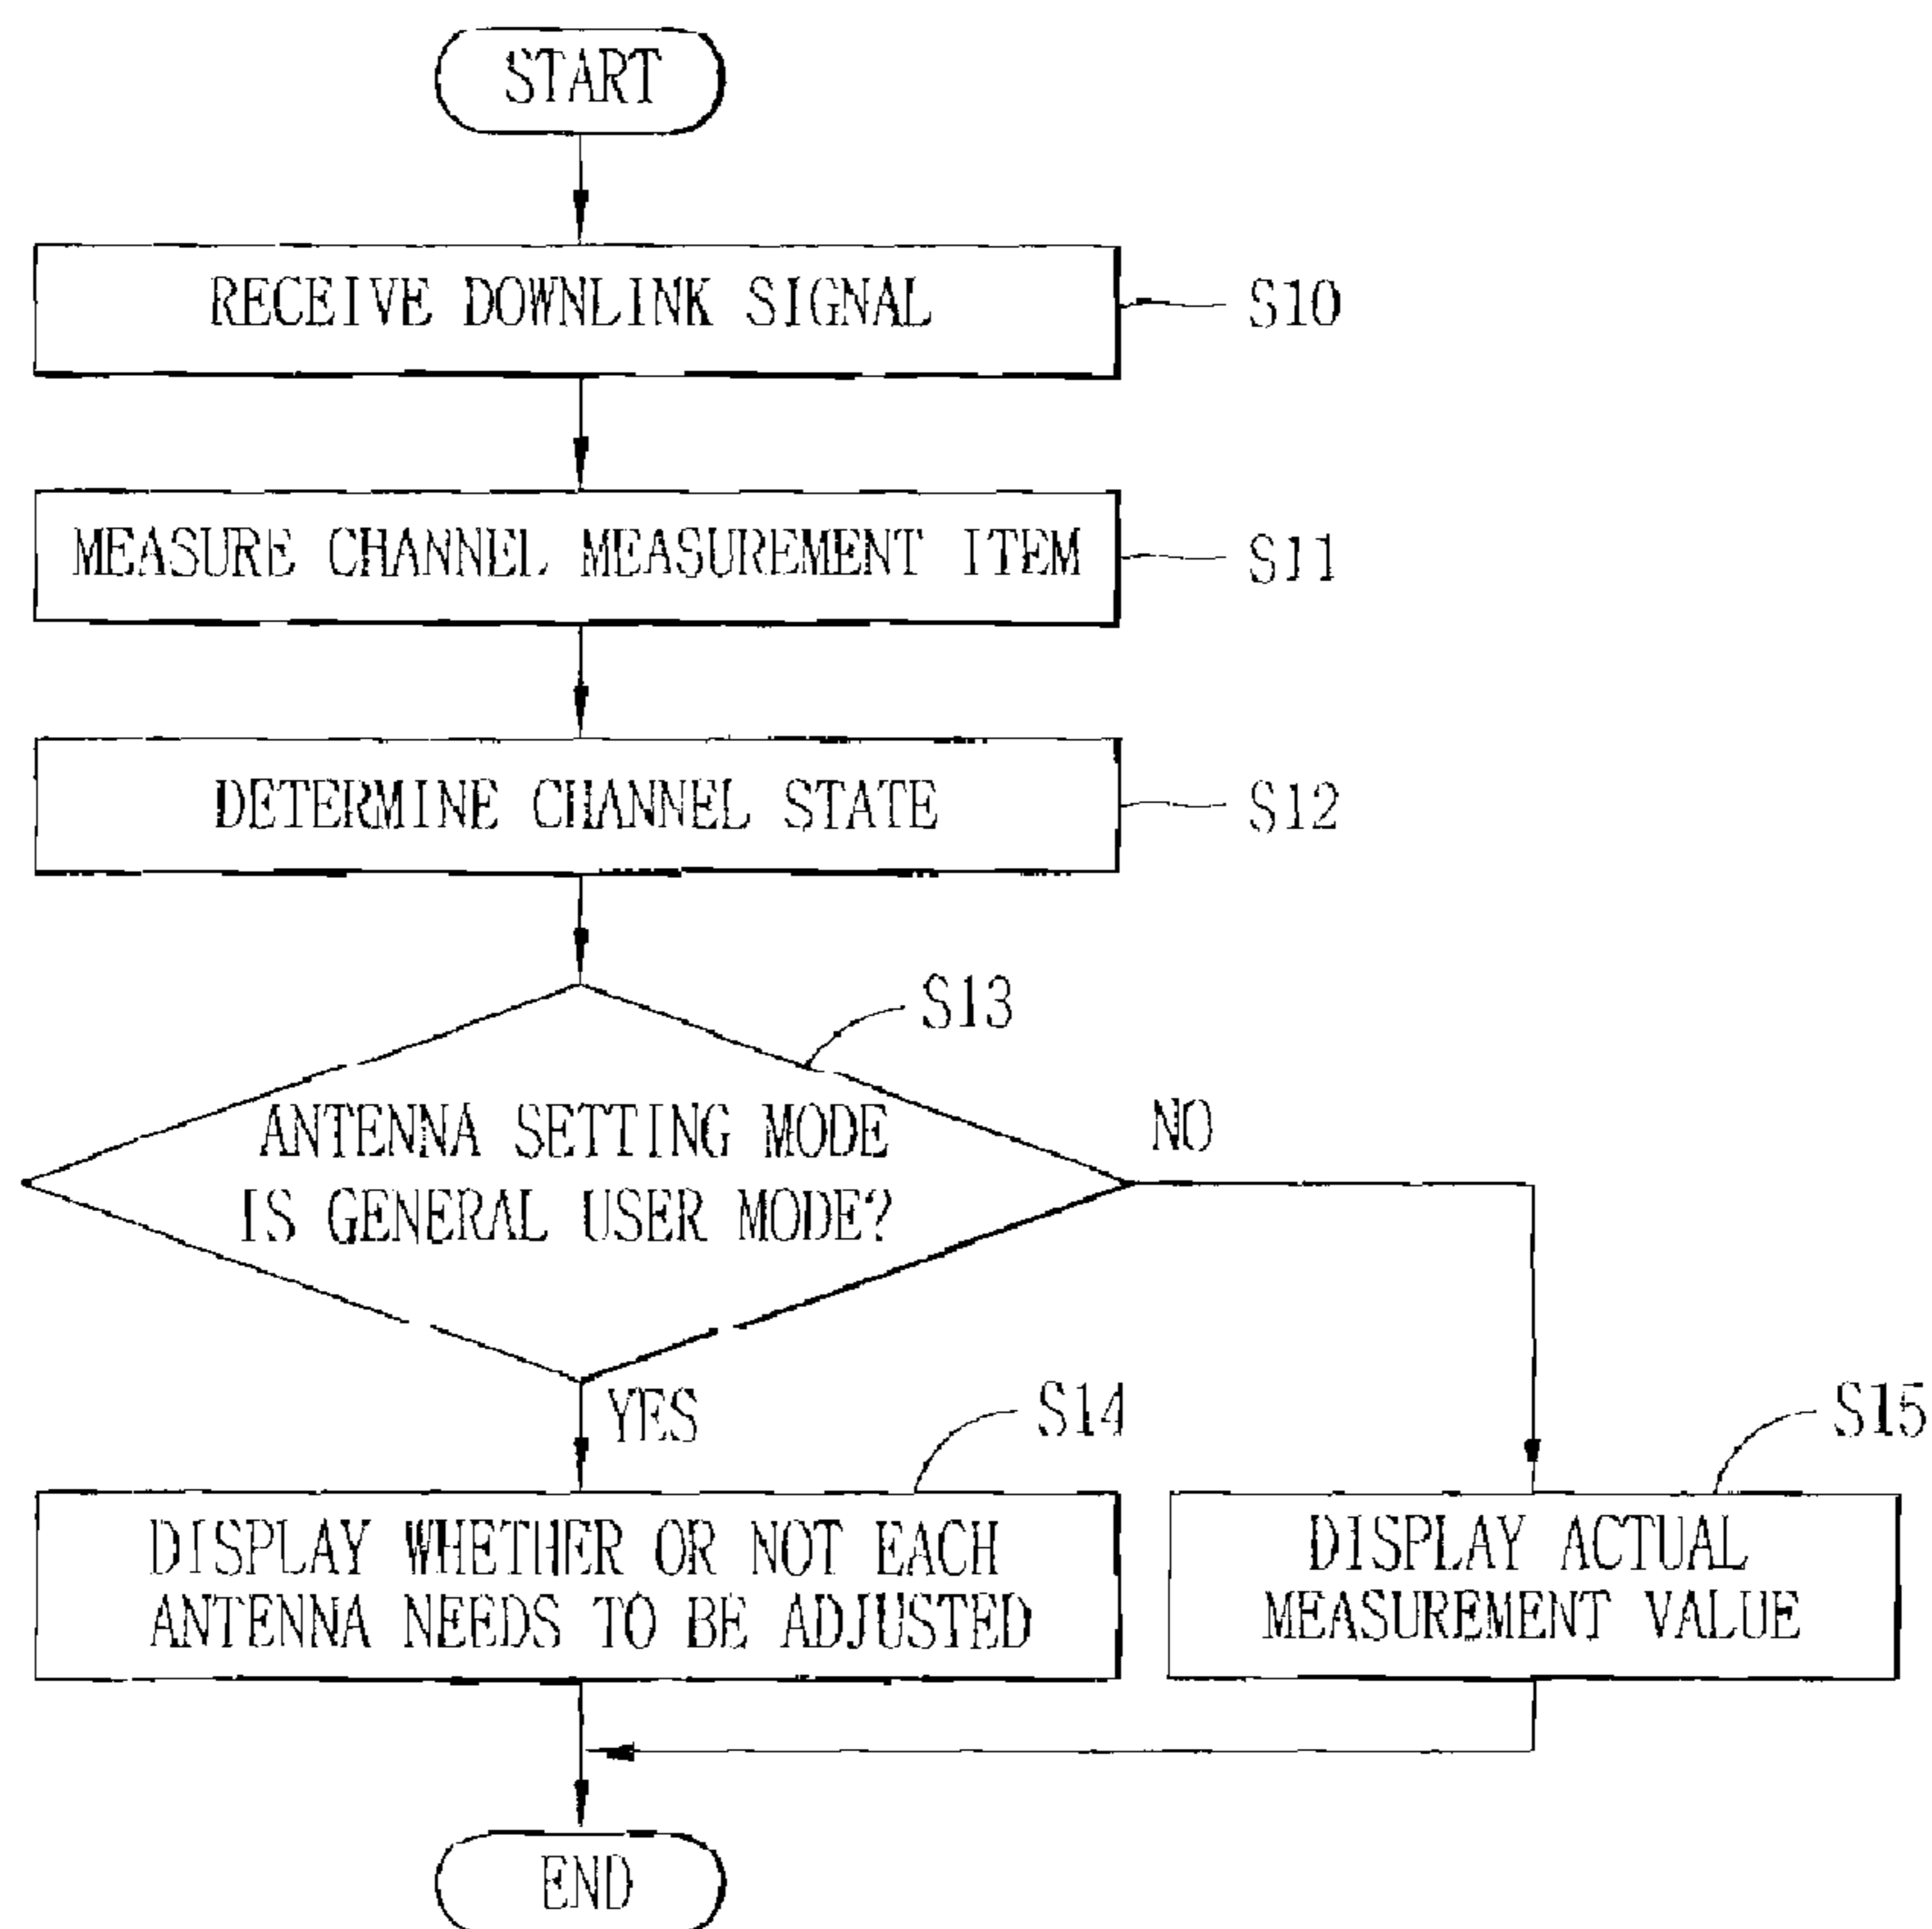 START
RECEIVE DOWNLINK SIGNAL
S10
MEASURE CHANNEL MEASUREMENT ITEM
S11
DETERMINE CHANNEL STATE
S12
S13
ANTENNA SETTING MODE
IS GENERAL USER MODE?
NO
YES
S14
S15
DISPLAY WHETHER OR NOT EACH
ANTENNA NEEDS TO BE ADJUSTED
DISPLAY ACTUAL
MEASUREMENT VALUE
END